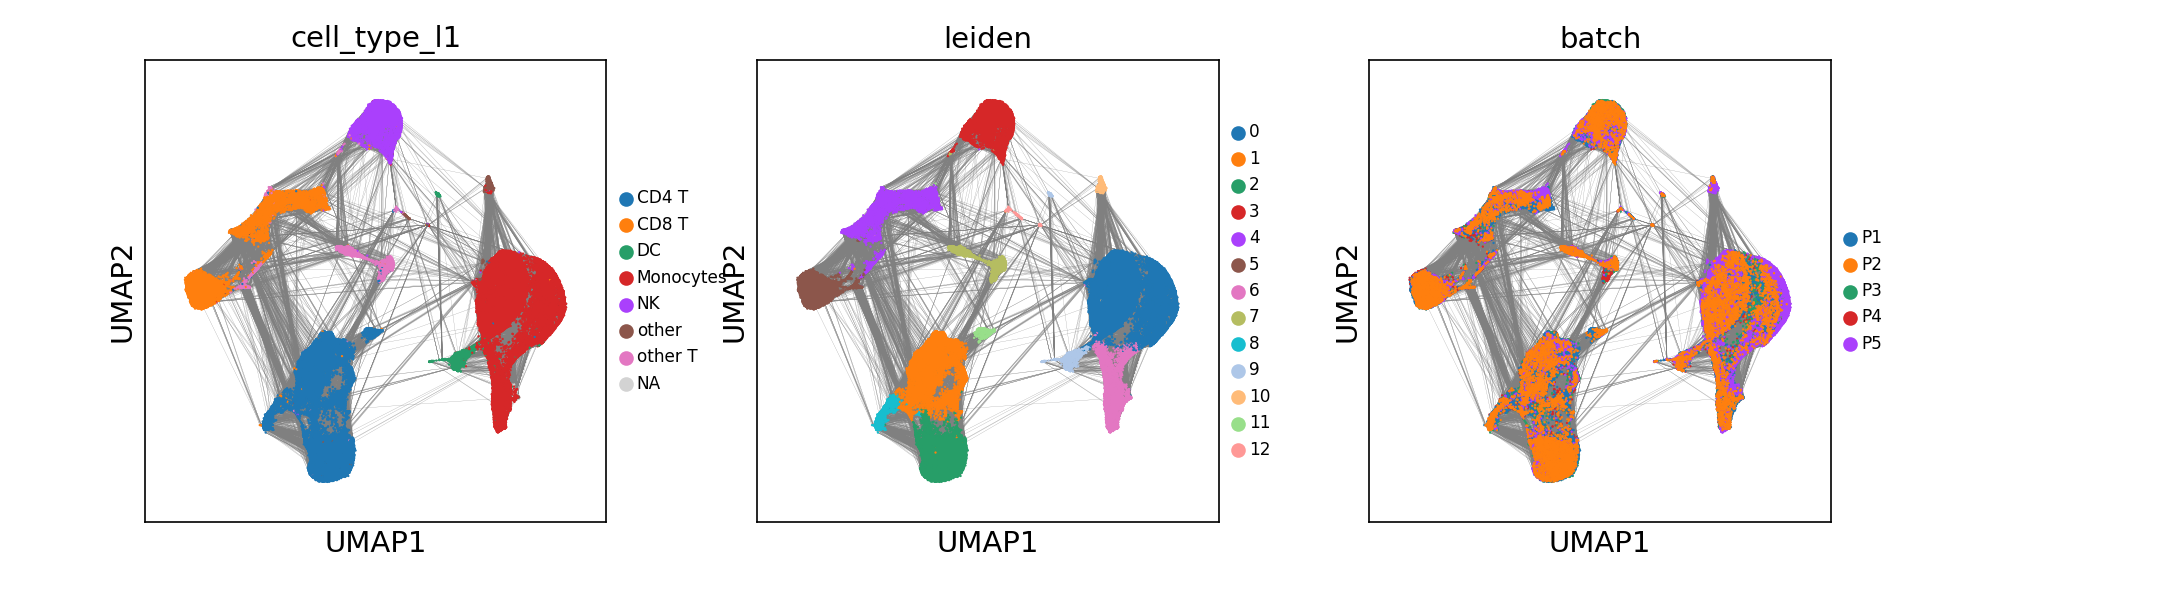 cell_type_l1
UMAP2
UMAP1
CD4 T
CD8 T
DC
Monocytes
NK
other
other T
NA
leiden
UMAP2
UMAP1
0
1
2
3
4
5
6
7
8
9
10
11
12
batch
UMAP2
UMAP1
P1
P2
P3
P4
P5